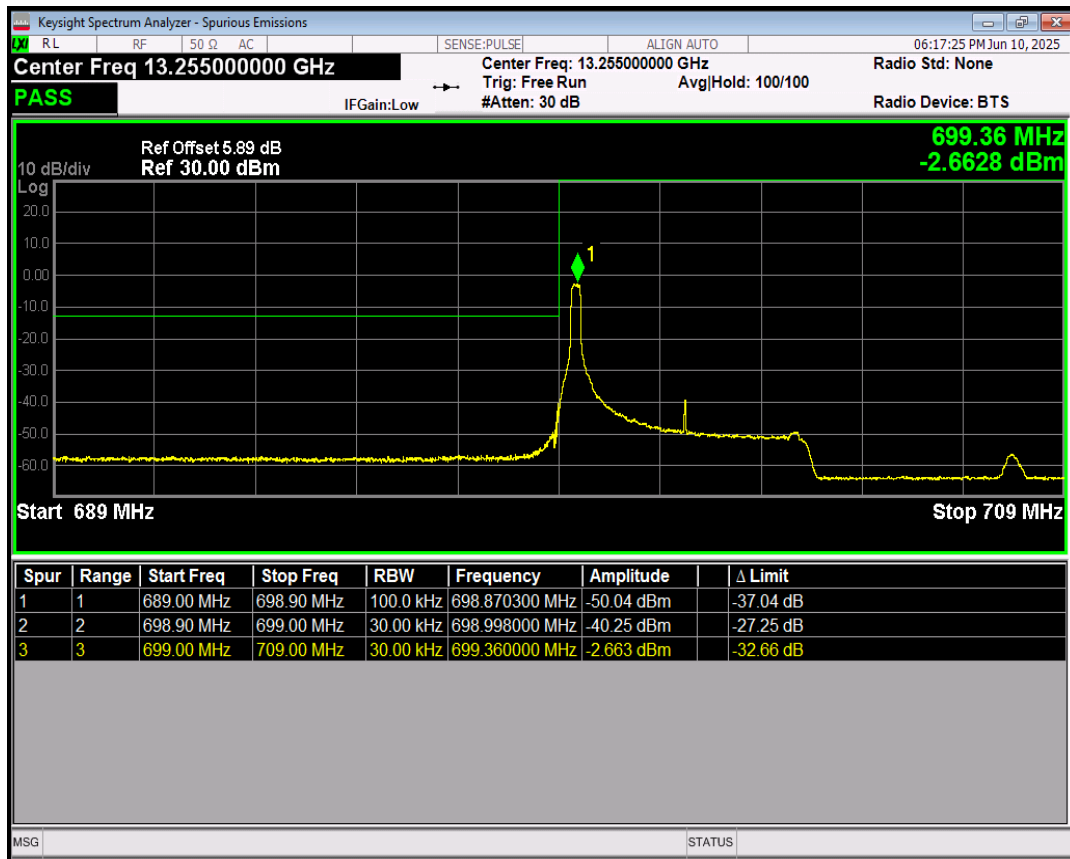 Keysight Spectrum Analyzer - Spurious Emissions
LXI RL RF 50 Ω AC SENSE:PULSE ALIGN AUTO 06:17:25 PM Jun 10, 2025
Center Freq 13.255000000 GHz Center Freq: 13.255000000 GHz Radio Std: None
Trig: Free Run Avg|Hold: 100/100
PASS IFGain:Low #Atten: 30 dB Radio Device: BTS
699.36 MHz
Ref Offset 5.89 dB
10 dB/div Ref 30.00 dBm -2.6628 dBm
Log
20.0
10.0
1
0.00
-10.0
-20.0
-30.0
-40.0
-50.0
-60.0
Start 689 MHz Stop 709 MHz
Spur Range Start Freq Stop Freq RBW Frequency Amplitude Δ Limit
1 1 689.00 MHz 698.90 MHz 100.0 kHz 698.870300 MHz -50.04 dBm -37.04 dB
2 2 698.90 MHz 699.00 MHz 30.00 kHz 698.998000 MHz -40.25 dBm -27.25 dB
3 3 699.00 MHz 709.00 MHz 30.00 kHz 699.360000 MHz -2.663 dBm -32.66 dB
MSG STATUS